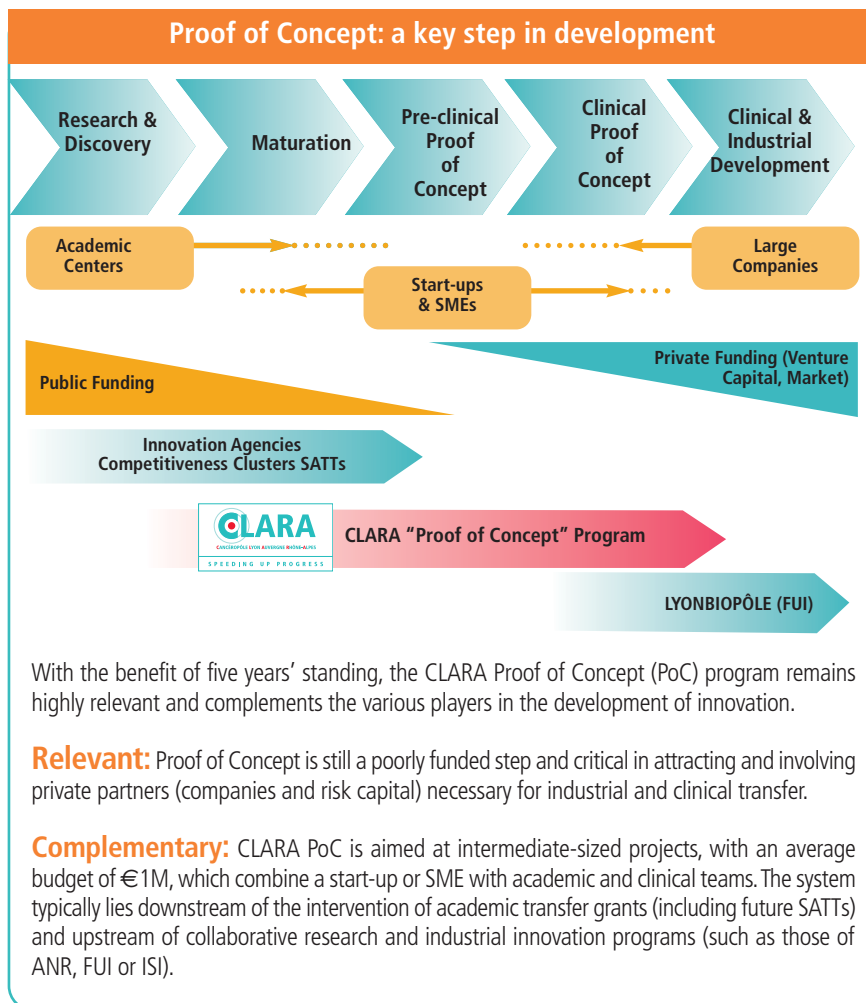 Proof of Concept: a key step in development
Research &
Discovery
Maturation
Pre-clinical
Proof
of
Concept
Clinical
Proof
of
Concept
Clinical &
Industrial
Development
Academic
Centers
Start-ups
& SMEs
Large
Companies
Public Funding
Private Funding (Venture
Capital, Market)
Innovation Agencies
Competitiveness Clusters SATTs
CLARA
CANCÉROPÔLE LYON AUVERGNE RHÔNE-ALPES
SPEEDING UP PROGRESS
CLARA “Proof of Concept” Program
LYONBIOPÔLE (FUI)
With the benefit of five years’ standing, the CLARA Proof of Concept (PoC) program remains
highly relevant and complements the various players in the development of innovation.
Relevant: Proof of Concept is still a poorly funded step and critical in attracting and involving
private partners (companies and risk capital) necessary for industrial and clinical transfer.
Complementary: CLARA PoC is aimed at intermediate-sized projects, with an average
budget of €1M, which combine a start-up or SME with academic and clinical teams. The system
typically lies downstream of the intervention of academic transfer grants (including future SATTs)
and upstream of collaborative research and industrial innovation programs (such as those of
ANR, FUI or ISI).